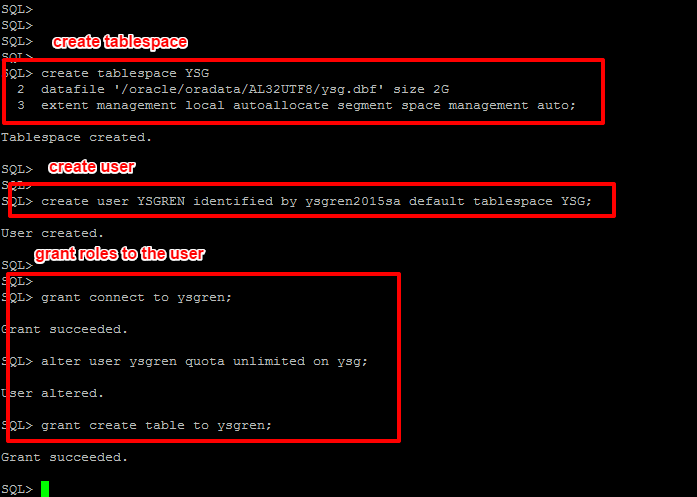 SQL>
SQL>
SQL>
create tablespace
SQL>
SQL> create tablespace YSG
2 datafile '/oracle/oradata/AL32UTF8/ysg.dbf' size 2G
3 extent management local autoallocate segment space management auto;
Tablespace created.
SQL>
create user
SQL>
SQL> create user YSGREN identified by ysgren2015sa default tablespace YSG;
User created.
grant roles to the user
SQL>
SQL>
SQL> grant connect to ysgren;
Grant succeeded.
SQL> alter user ysgren quota unlimited on ysg;
User altered.
SQL> grant create table to ysgren;
Grant succeeded.
SQL>